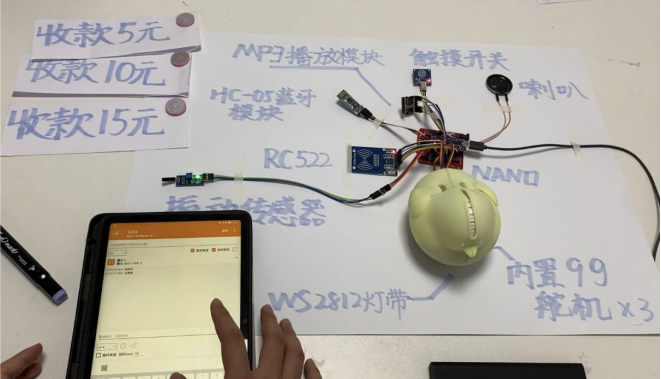 收款5元
收款10元
收款15元
MP3播放模块
触摸开关
HC-05蓝牙
模块
喇叭
RC522
NANO
振动传感器
WS2812灯带
内置99
舵机×3